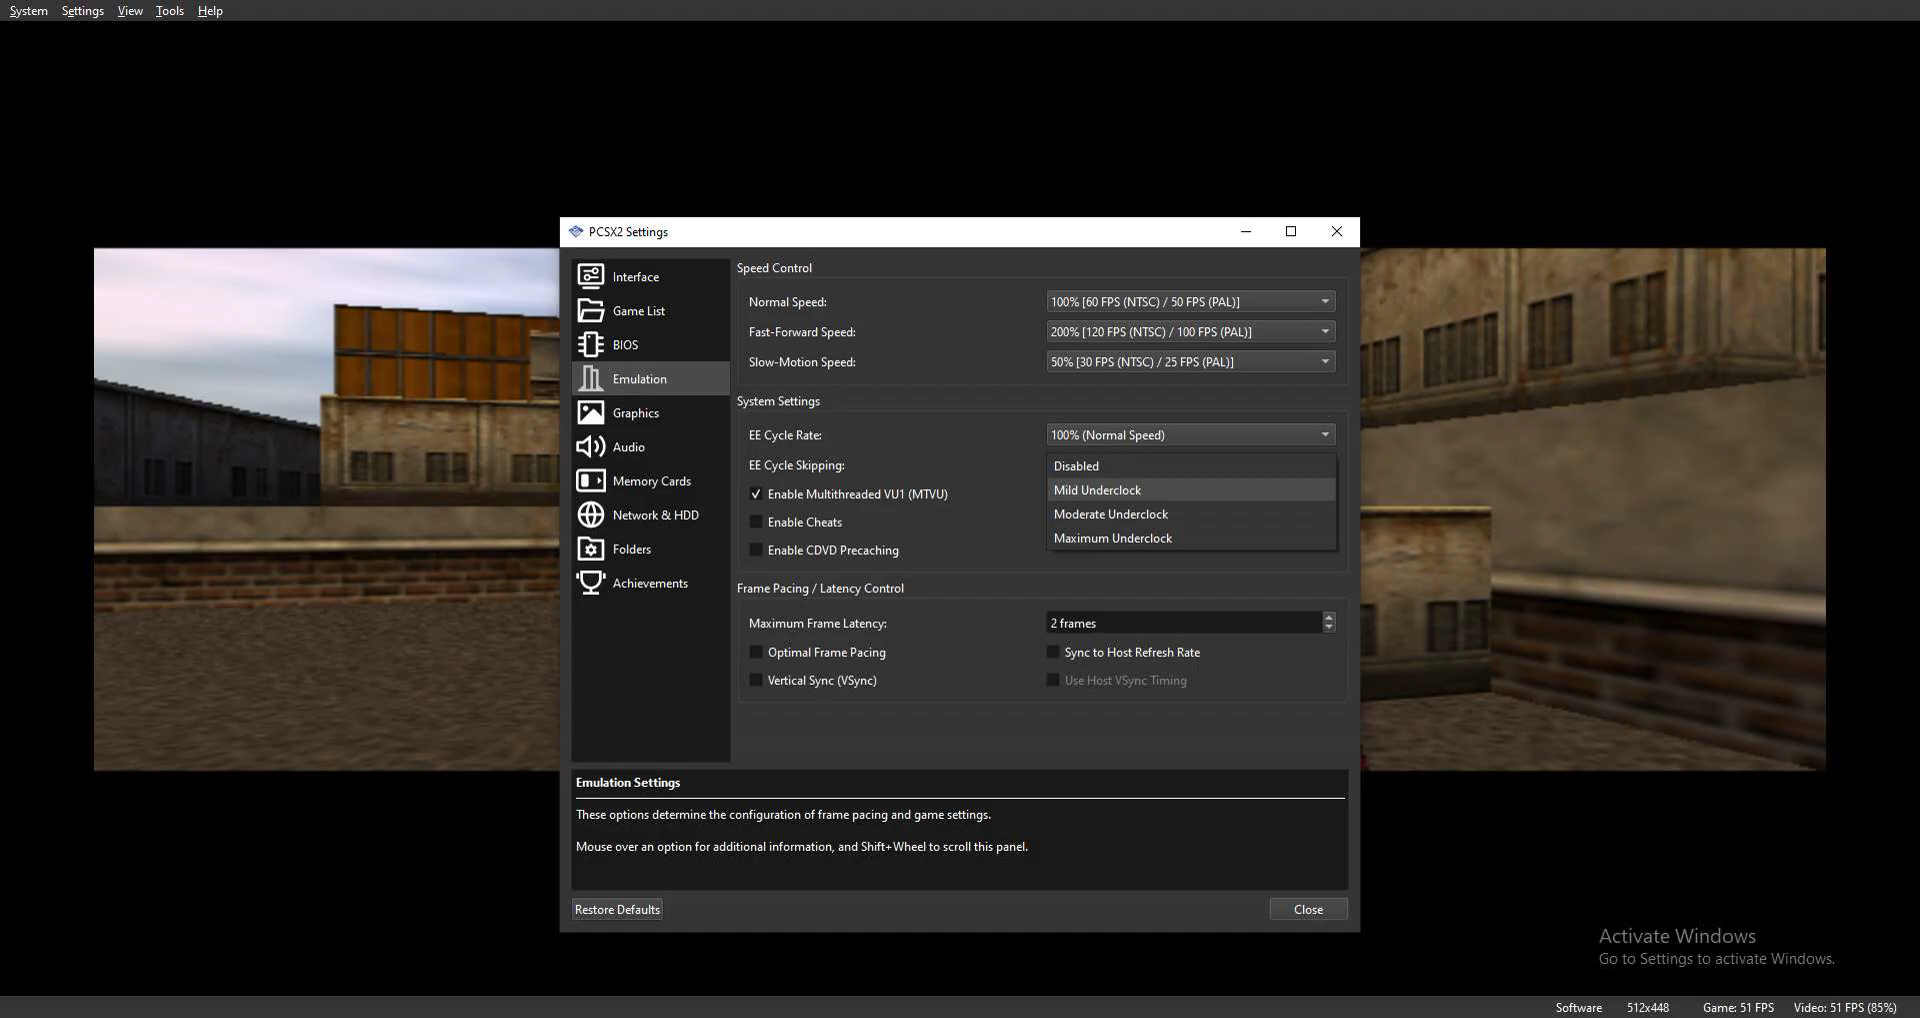 System Settings View Tools Help
PCSX2 Settings
Interface
Game List
BIOS
Emulation
Graphics
Audio
Memory Cards
Network & HDD
Folders
Achievements
Speed Control
Normal Speed: 100% [60 FPS (NTSC) / 50 FPS (PAL)]
Fast-Forward Speed: 200% [120 FPS (NTSC) / 100 FPS (PAL)]
Slow-Motion Speed: 50% [30 FPS (NTSC) / 25 FPS (PAL)]
System Settings
EE Cycle Rate: 100% (Normal Speed)
EE Cycle Skipping:
Disabled
Mild Underclock
Moderate Underclock
Maximum Underclock
Enable Multithreaded VU1 (MTVU)
Enable Cheats
Enable CDVD Precaching
Frame Pacing / Latency Control
Maximum Frame Latency: 2 frames
Optimal Frame Pacing Sync to Host Refresh Rate
Vertical Sync (VSync) Use Host VSync Timing
Emulation Settings
These options determine the configuration of frame pacing and game settings.
Mouse over an option for additional information, and Shift+Wheel to scroll this panel.
Restore Defaults Close
Activate Windows
Go to Settings to activate Windows.
Software 512x448 Game: 51 FPS Video: 51 FPS (85%)